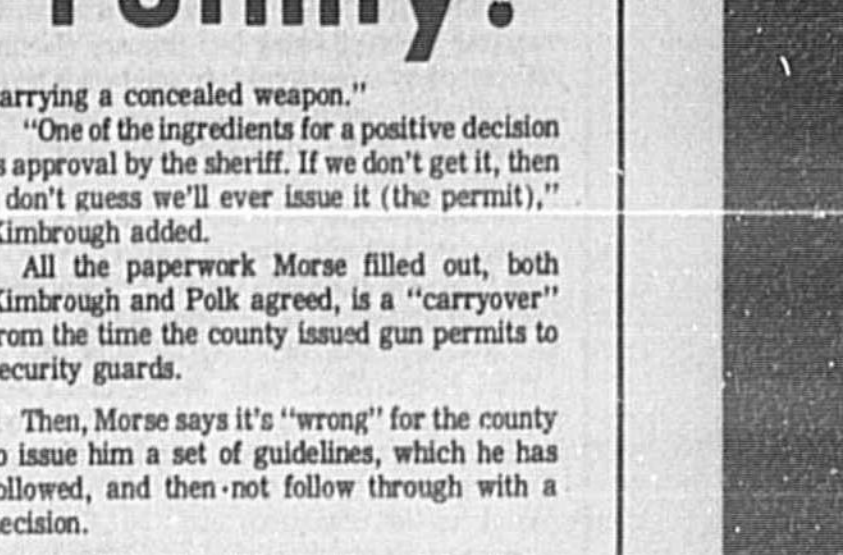 arrying a concealed weapon."
"One of the ingredients for a positive decision
s approval by the sheriff. If we don't get it, then
don't guess we'll ever issue it (the permit),"
Kimbrough added.
All the paperwork Morse filled out, both
Kimbrough and Polk agreed, is a "carryover"
rom the time the county issued gun permits to
ecurity guards.
Then, Morse says it's "wrong" for the county
o issue him a set of guidelines, which he has
ollowed, and then not follow through with a
ecision.